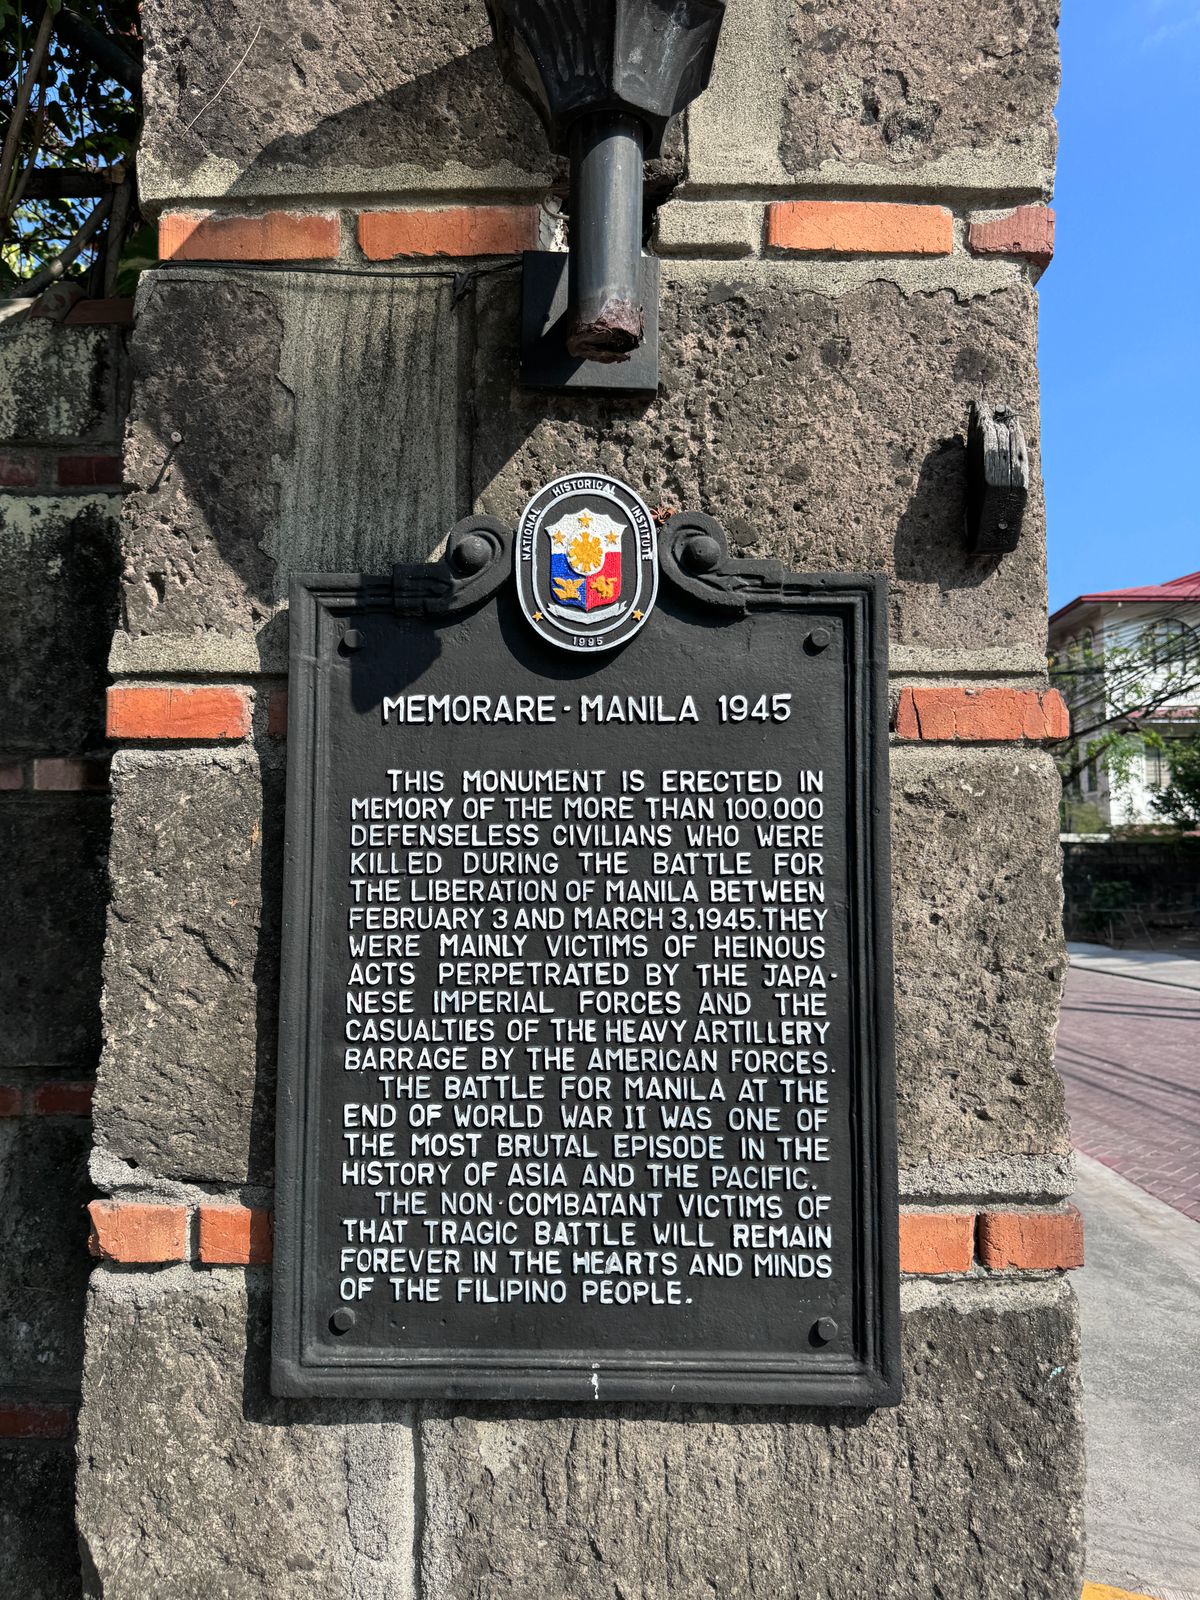 NATIONAL HISTORICAL INSTITUTE
1995
MEMORARE - MANILA 1945
THIS MONUMENT IS ERECTED IN
MEMORY OF THE MORE THAN 100,000
DEFENSELESS CIVILIANS WHO WERE
KILLED DURING THE BATTLE FOR
THE LIBERATION OF MANILA BETWEEN
FEBRUARY 3 AND MARCH 3, 1945. THEY
WERE MAINLY VICTIMS OF HEINOUS
ACTS PERPETRATED BY THE JAPA-
NESE IMPERIAL FORCES AND THE
CASUALTIES OF THE HEAVY ARTILLERY
BARRAGE BY THE AMERICAN FORCES.
THE BATTLE FOR MANILA AT THE
END OF WORLD WAR II WAS ONE OF
THE MOST BRUTAL EPISODE IN THE
HISTORY OF ASIA AND THE PACIFIC.
THE NON-COMBATANT VICTIMS OF
THAT TRAGIC BATTLE WILL REMAIN
FOREVER IN THE HEARTS AND MINDS
OF THE FILIPINO PEOPLE.